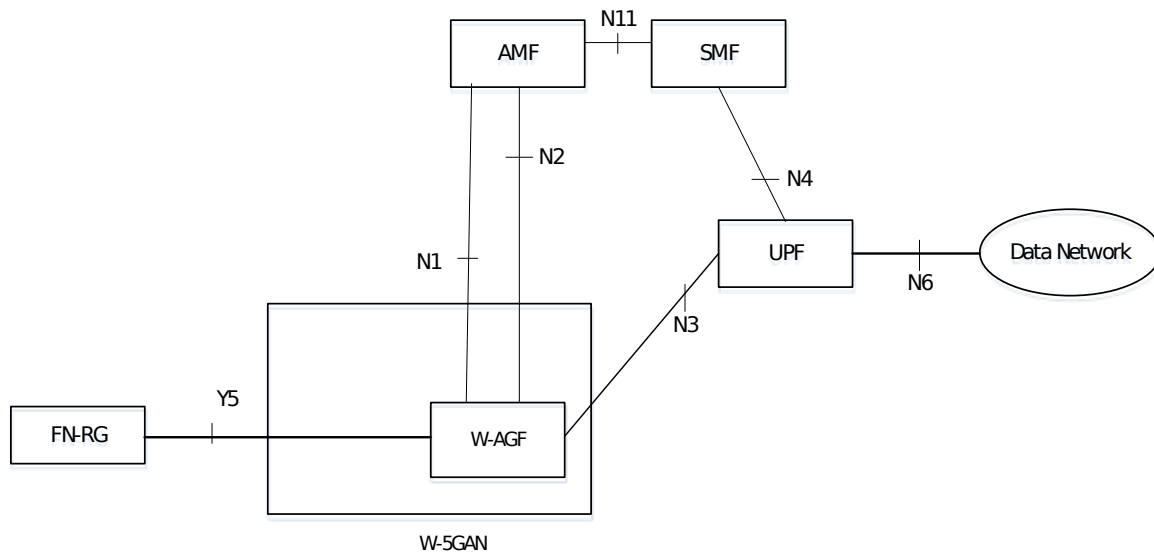 N11
AMF
SMF
N2
N4
N1
UPF
Data Network
N6
N3
Y5
FN-RG
W-AGF
W-5GAN